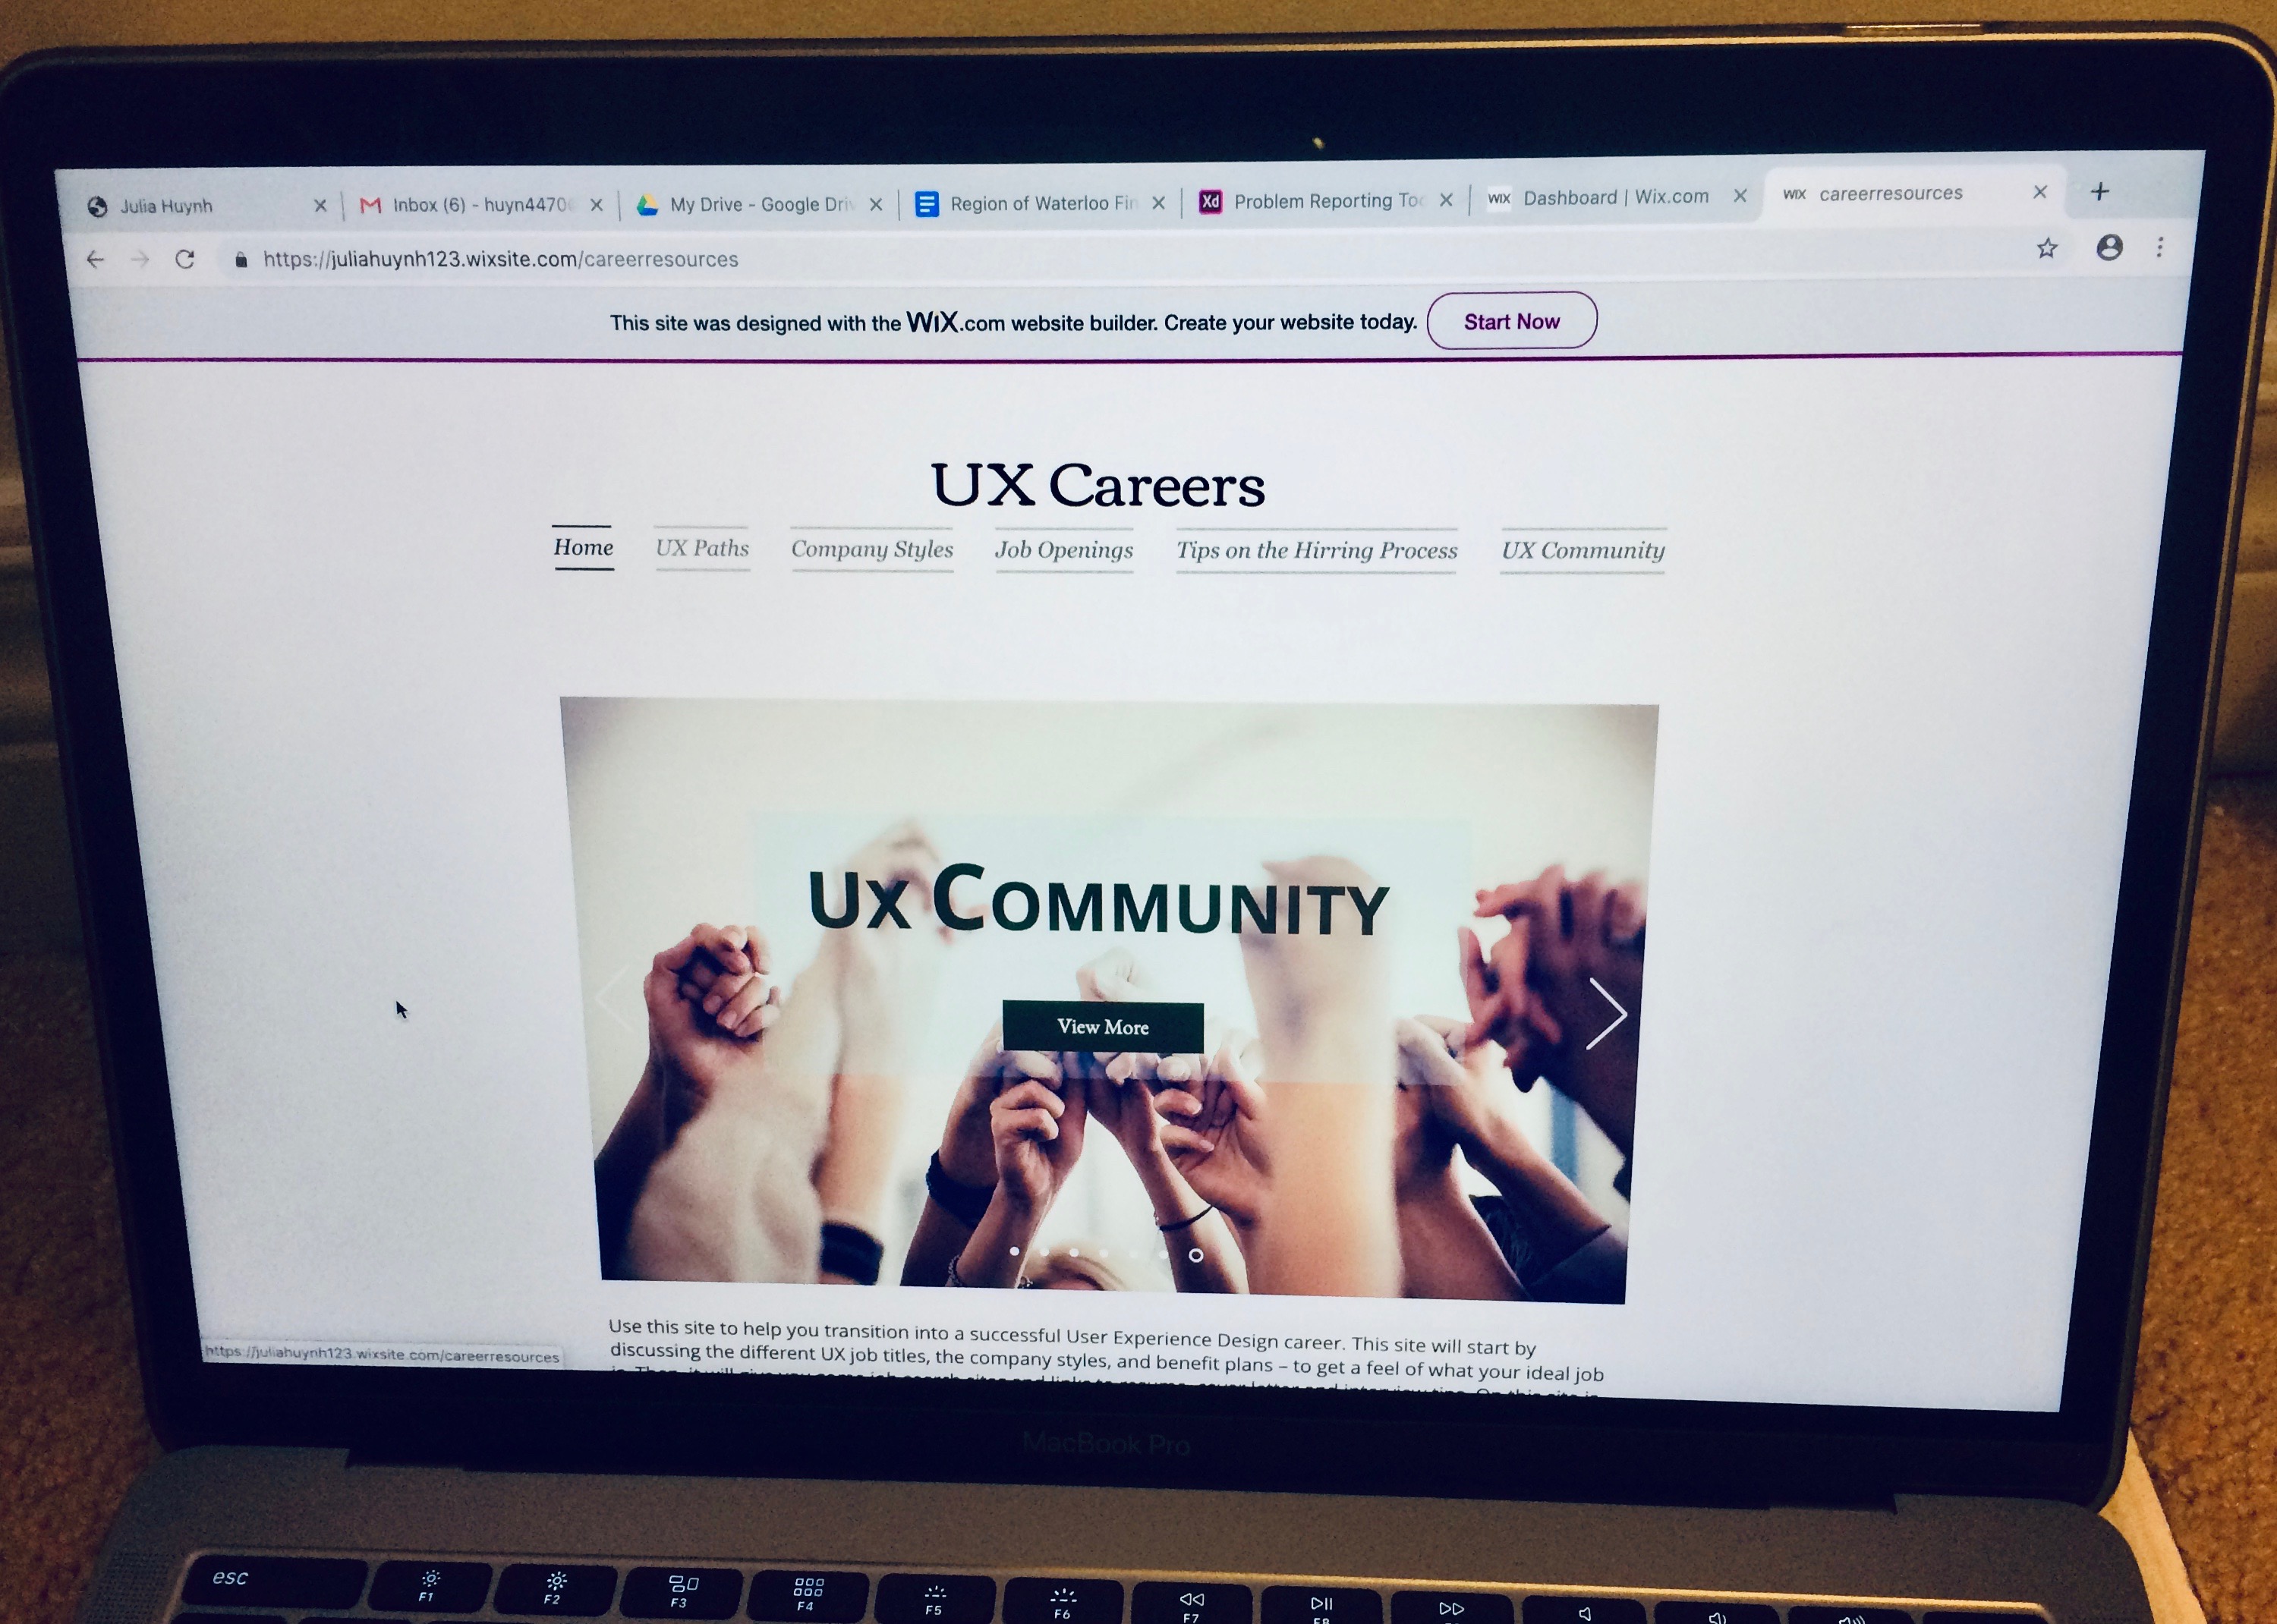 Julia Huynh
Inbox (6) - huyn4470
My Drive - Google Driv
Region of Waterloo Fin
Problem Reporting Too
WIX Dashboard | Wix.com
WIX careerresources
https://juliahuynh123.wixsite.com/careerresources
This site was designed with the WiX.com website builder. Create your website today. Start Now
UX Careers
Home UX Paths Company Styles Job Openings Tips on the Hirring Process UX Community
UX COMMUNITY
View More
Use this site to help you transition into a successful User Experience Design career. This site will start by
discussing the different UX job titles, the company styles, and benefit plans – to get a feel of what your ideal job
https://juliahuynh123.wixsite.com/careerresources
MacBook Pro
esc F1 F2 F3 F4 F5 F6 F7